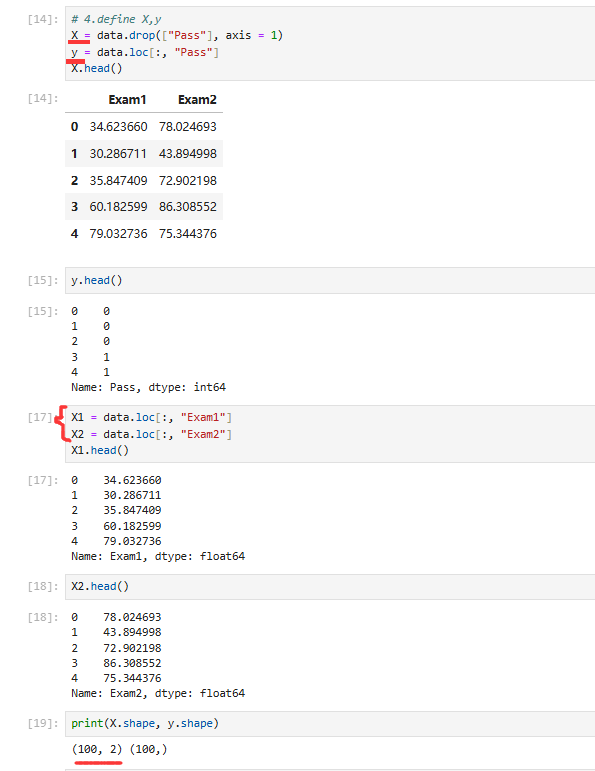 [14]: # 4.define X,y
X = data.drop(["Pass"], axis = 1)
y = data.loc[:, "Pass"]
X.head()
[14]: Exam1 Exam2
0 34.623660 78.024693
1 30.286711 43.894998
2 35.847409 72.902198
3 60.182599 86.308552
4 79.032736 75.344376
[15]: y.head()
[15]: 0 0
1 0
2 0
3 1
4 1
Name: Pass, dtype: int64
[17]: X1 = data.loc[:, "Exam1"]
X2 = data.loc[:, "Exam2"]
X1.head()
[17]: 0 34.623660
1 30.286711
2 35.847409
3 60.182599
4 79.032736
Name: Exam1, dtype: float64
[18]: X2.head()
[18]: 0 78.024693
1 43.894998
2 72.902198
3 86.308552
4 75.344376
Name: Exam2, dtype: float64
[19]: print(X.shape, y.shape)
(100, 2) (100,)